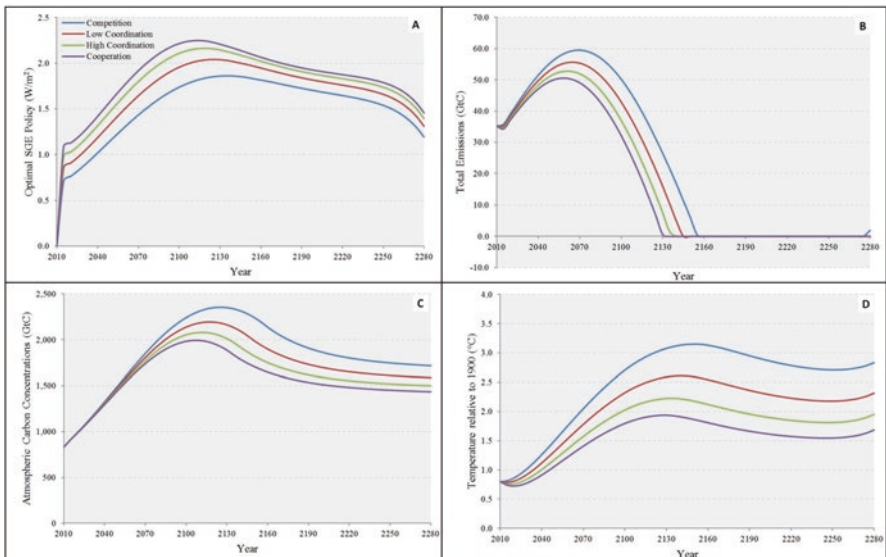 A
Competition
Low Coordination
High Coordination
Cooperation
Optimal SGE Policy (W/m²)
2.5
2.0
1.5
1.0
0.5
0.0
2010 2040 2070 2100 2130 2160 2190 2220 2250 2280
Year
B
Total Emissions (GtC)
70.0
60.0
50.0
40.0
30.0
20.0
10.0
0.0
-10.0
2010 2040 2070 2100 2130 2160 2190 2220 2250 2280
Year
C
Atmospheric Carbon Concentrations (GtC)
2,500
2,000
1,500
1,000
500
0
2010 2040 2070 2100 2130 2160 2190 2220 2250 2280
Year
D
Temperature relative to 1900 (°C)
4.0
3.5
3.0
2.5
2.0
1.5
1.0
0.5
0.0
2010 2040 2070 2100 2130 2160 2190 2220 2250 2280
Year